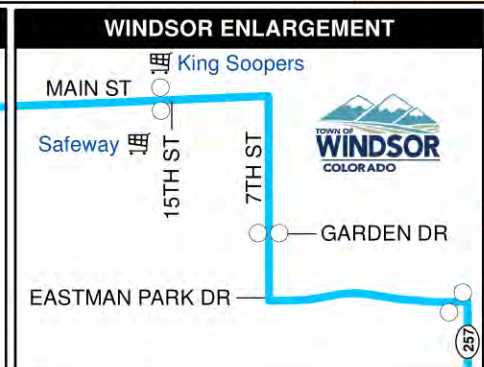 WINDSOR ENLARGEMENT
King Soopers
MAIN ST
Safeway
15TH ST
7TH ST
TOWN OF
WINDSOR
COLORADO
GARDEN DR
EASTMAN PARK DR
257